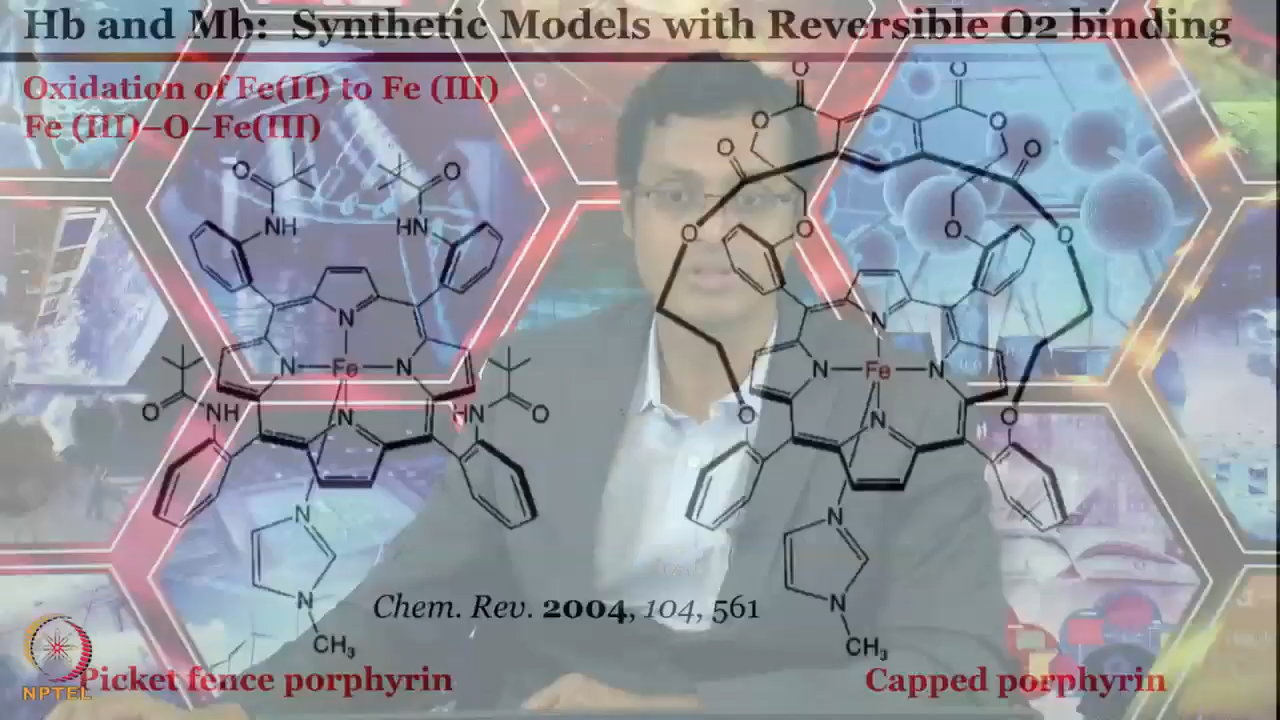 Hb and Mb: Synthetic Models with Reversible O2 binding
Oxidation of Fe(II) to Fe (III)
Fe (III)–O–Fe(III)
O O
NH HN
N
N Fe N
N
O NH HN O
N
N
CH₃
O O
O O
O O
O O
O O
N
N Fe N
N
O O
N
N
CH₃
Chem. Rev. 2004, 104, 561
Picket fence porphyrin
Capped porphyrin
NPTEL